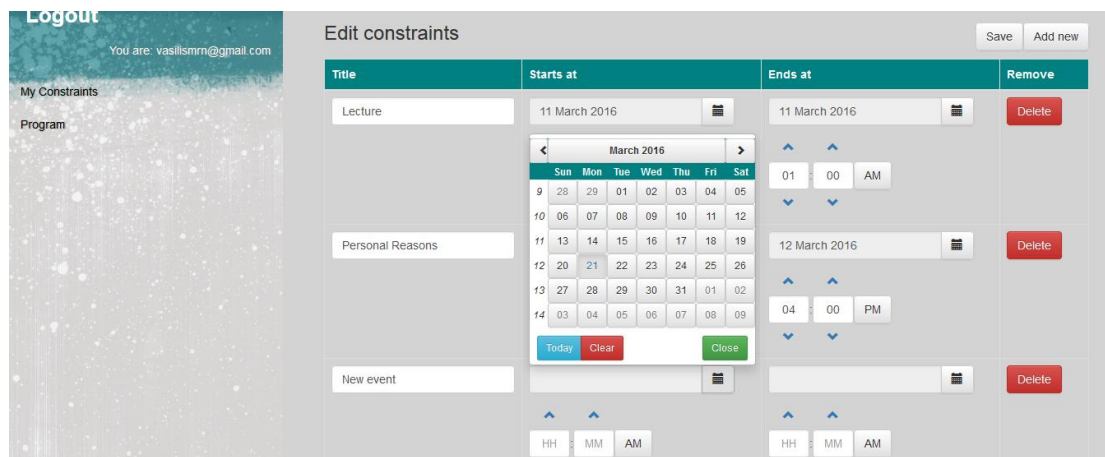 Logout
You are: vasilismrn@gmail.com
My Constraints
Program
Edit constraints
Save Add new
Title Starts at Ends at Remove
Lecture 11 March 2016 11 March 2016 Delete
March 2016
Sun Mon Tue Wed Thu Fri Sat
9 28 29 01 02 03 04 05
10 06 07 08 09 10 11 12
11 13 14 15 16 17 18 19
12 20 21 22 23 24 25 26
13 27 28 29 30 31 01 02
14 03 04 05 06 07 08 09
Today Clear Close
01 : 00 AM
Personal Reasons 12 March 2016 Delete
04 : 00 PM
New event Delete
HH : MM AM HH : MM AM